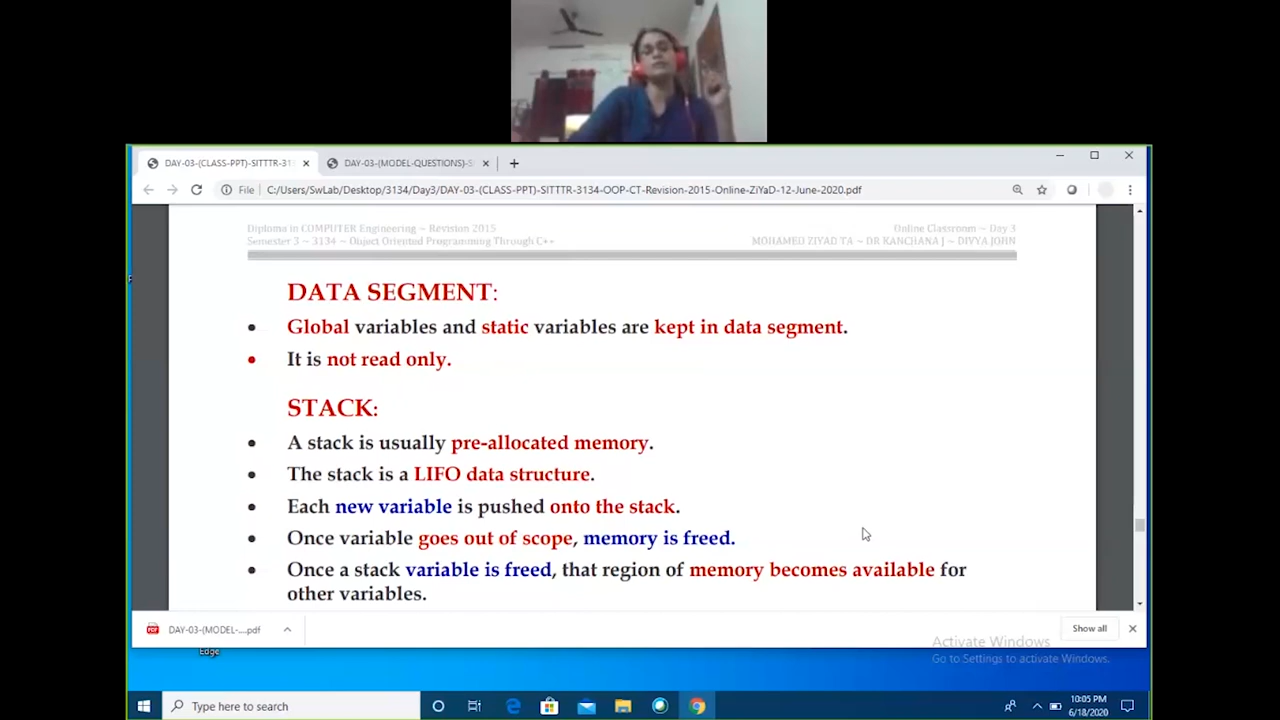 DAY-03-(CLASS-PPT)-SITTTR-31
DAY-03-(MODEL-QUESTIONS)-S
File
C:/Users/SwLab/Desktop/3134/Day3/DAY-03-(CLASS-PPT)-SITTTR-3134-OOP-CT-Revision-2015-Online-ZiYaD-12-June-2020.pdf
Diploma in COMPUTER Engineering ~ Revision 2015
Online Classroom ~ Day 3
Semester 3 ~ 3134 ~ Object Oriented Programming Through C++
MOHAMED ZIYAD TA ~ DR KANCHANA J ~ DIVYA JOHN
DATA SEGMENT:
• Global variables and static variables are kept in data segment.
• It is not read only.
STACK:
• A stack is usually pre-allocated memory.
• The stack is a LIFO data structure.
• Each new variable is pushed onto the stack.
• Once variable goes out of scope, memory is freed.
• Once a stack variable is freed, that region of memory becomes available for
other variables.
DAY-03-(MODEL-....pdf
Show all
Activate Windows
Go to Settings to activate Windows.
Edge
Type here to search
10:05 PM
6/18/2020